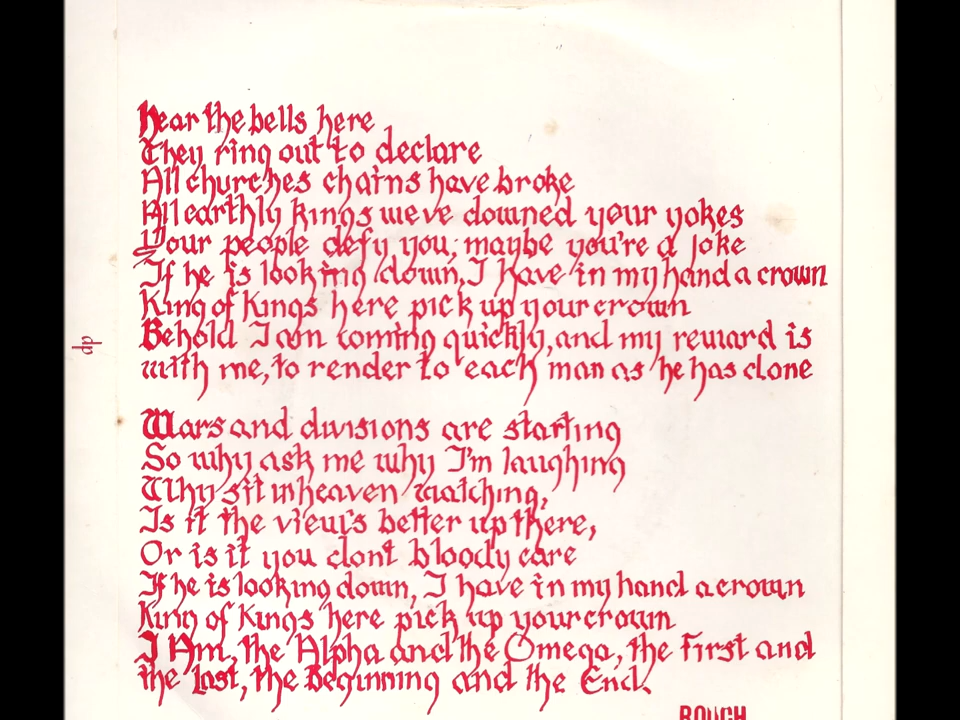 Hear the bells here
They ring out to declare
All churches chains have broke
All earthly kings weve downed your yokes
Your people defy you, maybe you're a joke
If he is looking down, I have in my hand a crown
King of Kings here pick up your crown
Behold I am coming quickly, and my reward is
with me, to render to each man as he has done
Wars and divisions are starting
So why ask me why I'm laughing
Why sit in heaven watching,
Is it the view's better up there,
Or is it you dont bloody care
If he is looking down, I have in my hand a crown
King of Kings here pick up your crown
I Am, the Alpha and the Omega, the First and
the Last, the Beginning and the End.
dp
ROUGH